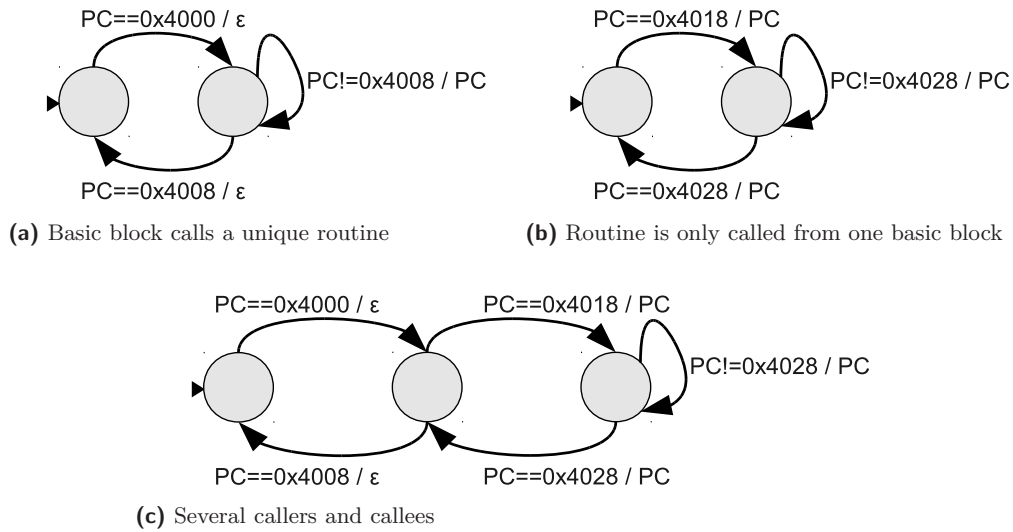 PC==0x4000 / ε
PC!=0x4008 / PC
PC==0x4008 / ε
(a) Basic block calls a unique routine
PC==0x4018 / PC
PC!=0x4028 / PC
PC==0x4028 / PC
(b) Routine is only called from one basic block
PC==0x4000 / ε
PC==0x4018 / PC
PC!=0x4028 / PC
PC==0x4008 / ε
PC==0x4028 / PC
(c) Several callers and callees